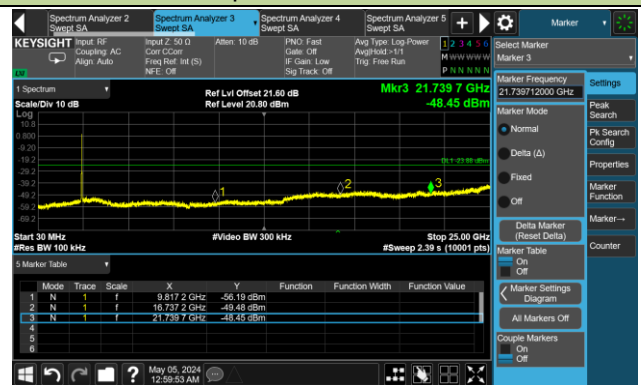 Spectrum Analyzer 2
Swept SA
Spectrum Analyzer 3
Swept SA
Spectrum Analyzer 4
Swept SA
Spectrum Analyzer 5
Swept SA
Marker
KEYSIGHT
Input: RF
Coupling: AC
Align: Auto
Input Z: 50 Ω
Corr CCorr
Freq Ref: Int (S)
NFE: Off
Atten: 10 dB
PNO: Fast
Gate: Off
IF Gain: Low
Sig Track: Off
Avg Type: Log-Power
Avg|Hold:>1/1
Trig: Free Run
1 2 3 4 5 6
M W W W W W
P N N N N N
LW
Select Marker
Marker 3
1 Spectrum
Scale/Div 10 dB
Ref Lvl Offset 21.60 dB
Ref Level 20.80 dBm
Mkr3 21.739 7 GHz
-48.45 dBm
Log
10.8
0.800
-9.20
-19.2
-29.2
-39.2
-49.2
-59.2
-69.2
1
2
3
Start 30 MHz
#Res BW 100 kHz
#Video BW 300 kHz
Stop 25.00 GHz
#Sweep 2.39 s (10001 pts)
5 Marker Table
Mode Trace Scale X Y Function Function Width Function Value
1 N 1 f 9.817 2 GHz -56.19 dBm
2 N 1 f 16.737 2 GHz -49.48 dBm
3 N 1 f 21.739 7 GHz -48.45 dBm
4
5
6
Marker Frequency
21.739712000 GHz
Marker Mode
Normal
Delta (Δ)
Fixed
Off
Delta Marker
(Reset Delta)
Marker Table
On
Off
Marker Settings
Diagram
All Markers Off
Couple Markers
On
Off
Settings
Peak
Search
Pk Search
Config
Properties
Marker
Function
Marker→
Counter
?
May 05, 2024
12:59:53 AM